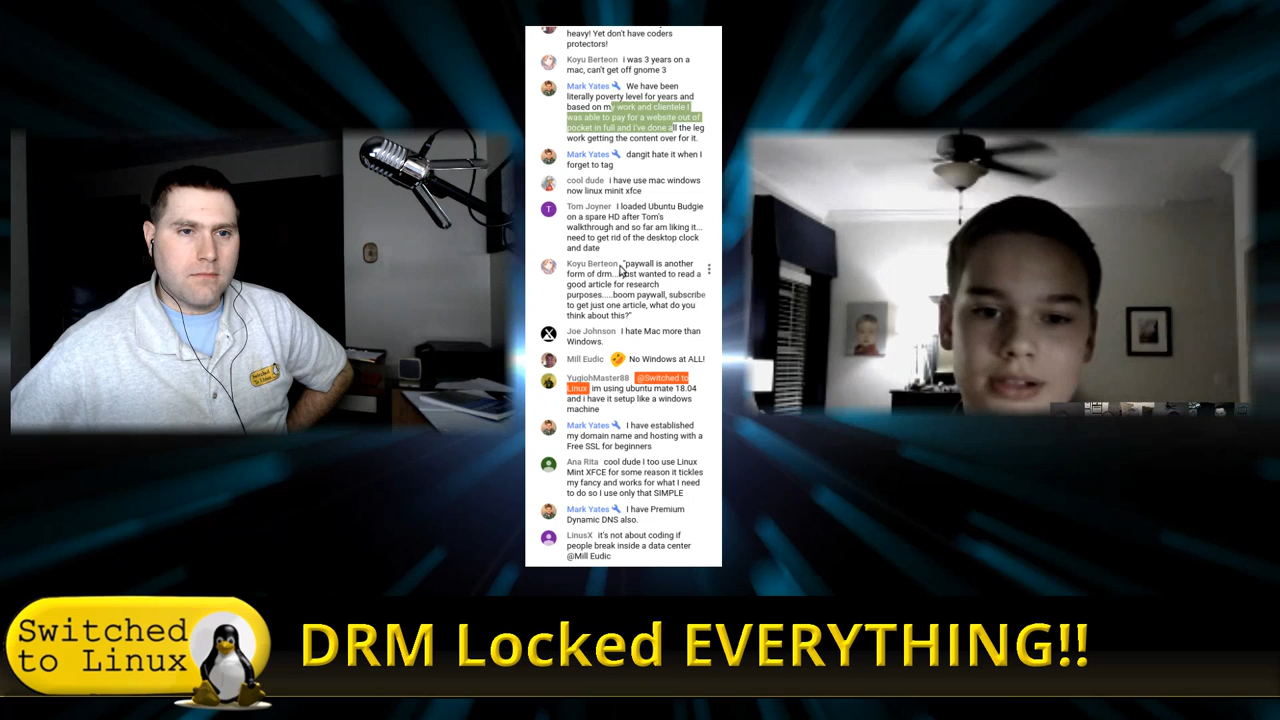 heavy! Yet don't have coders
protectors!
Koyu Berteon i was 3 years on a
mac, can't get off gnome 3
Mark Yates We have been
literally poverty level for years and
based on my work and clientele I
was able to pay for a website out of
pocket in full and I've done all the leg
work getting the content over for it.
Mark Yates dangit hate it when I
forget to tag
cool dude i have use mac windows
now linux minit xfce
T
Tom Joyner I loaded Ubuntu Budgie
on a spare HD after Tom's
walkthrough and so far am liking it...
need to get rid of the desktop clock
and date
Koyu Berteon "paywall is another
form of drm....just wanted to read a
good article for research
purposes.....boom paywall, subscribe
to get just one article, what do you
think about this?"
Joe Johnson I hate Mac more than
Windows.
Mill Eudic No Windows at ALL!
YugiohMaster88 @Switched to
Linux im using ubuntu mate 18.04
and i have it setup like a windows
machine
Mark Yates I have established
my domain name and hosting with a
Free SSL for beginners
Ana Rita cool dude I too use Linux
Mint XFCE for some reason it tickles
my fancy and works for what I need
to do so I use only that SIMPLE
Mark Yates I have Premium
Dynamic DNS also.
LinusX it's not about coding if
people break inside a data center
@Mill Eudic
Switched
to Linux
DRM Locked EVERYTHING!!